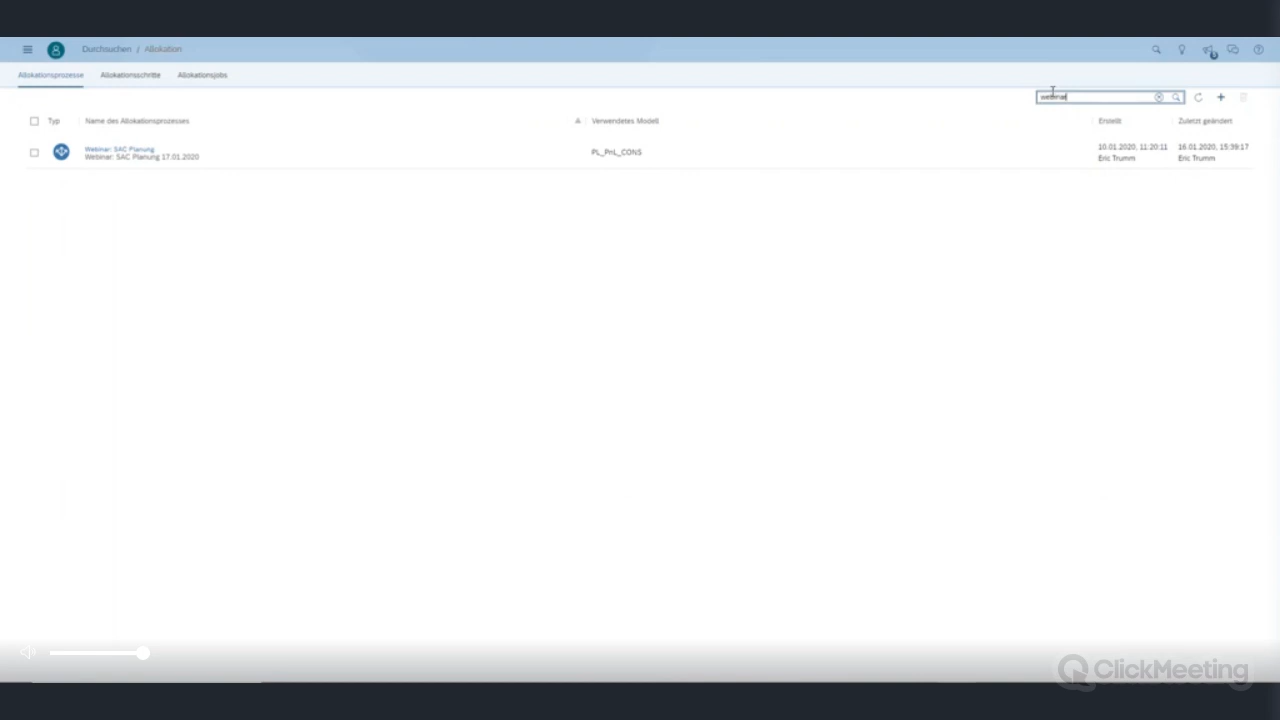 Durchsuchen / Allokation
Allokationsprozesse Allokationsschritte Allokationsjobs
webinar
Typ Name des Allokationsprozesses Verwendetes Modell Erstellt Zuletzt geändert
Webinar: SAC Planung PL_PnL_CONS 10.01.2020, 11:20:11 16.01.2020, 15:39:17
Webinar: SAC Planung 17.01.2020 Eric Trumm Eric Trumm
ClickMeeting